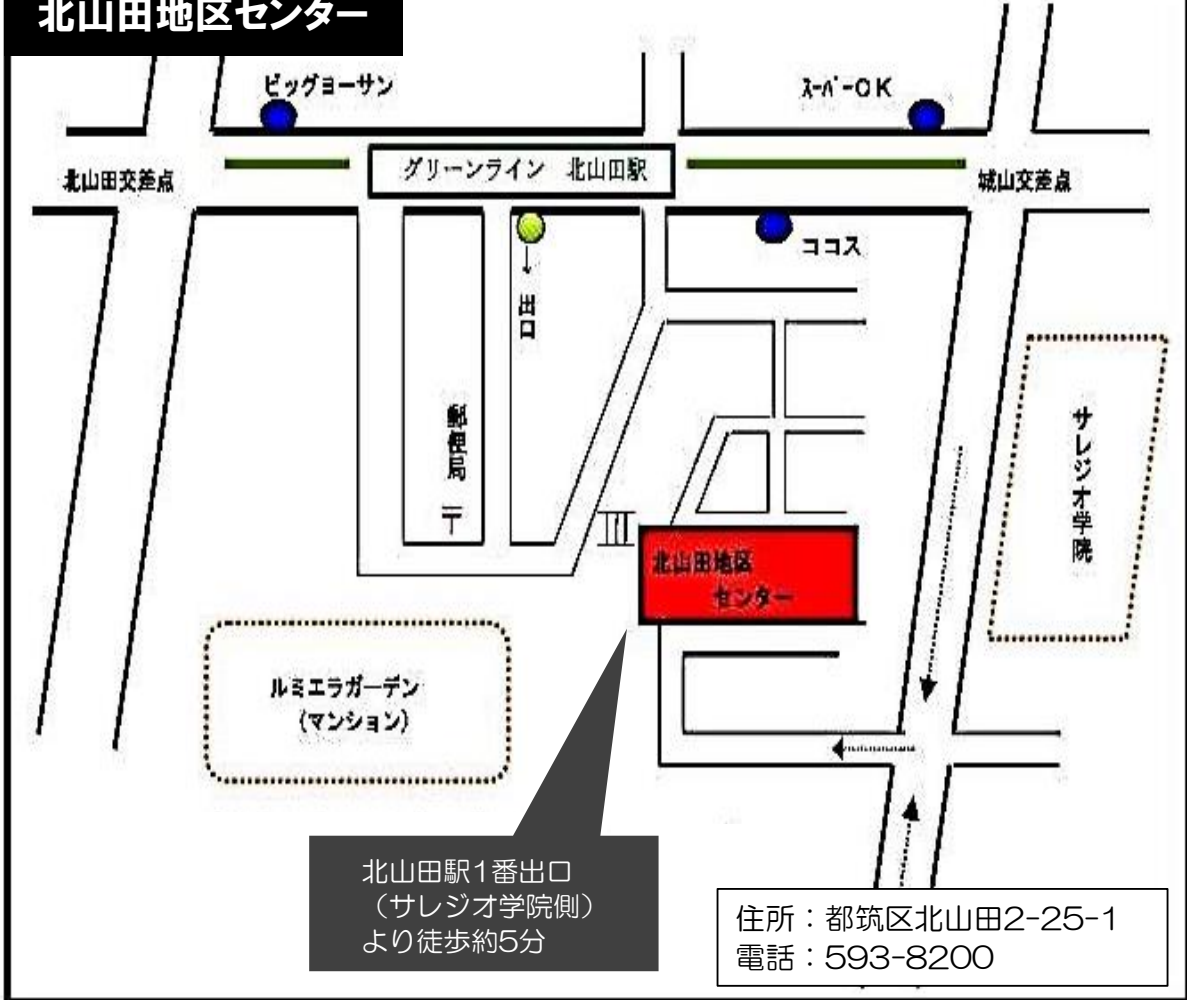 北山田地区センター
ビッグヨーサン
スーパーOK
北山田交差点
グリーンライン 北山田駅
城山交差点
ココス
↓
出口
郵便局
〒
サレジオ学院
北山田地区
センター
ルミエラガーデン
(マンション)
北山田駅1番出口
(サレジオ学院側)
より徒歩約5分
住所:都筑区北山田2-25-1
電話:593-8200